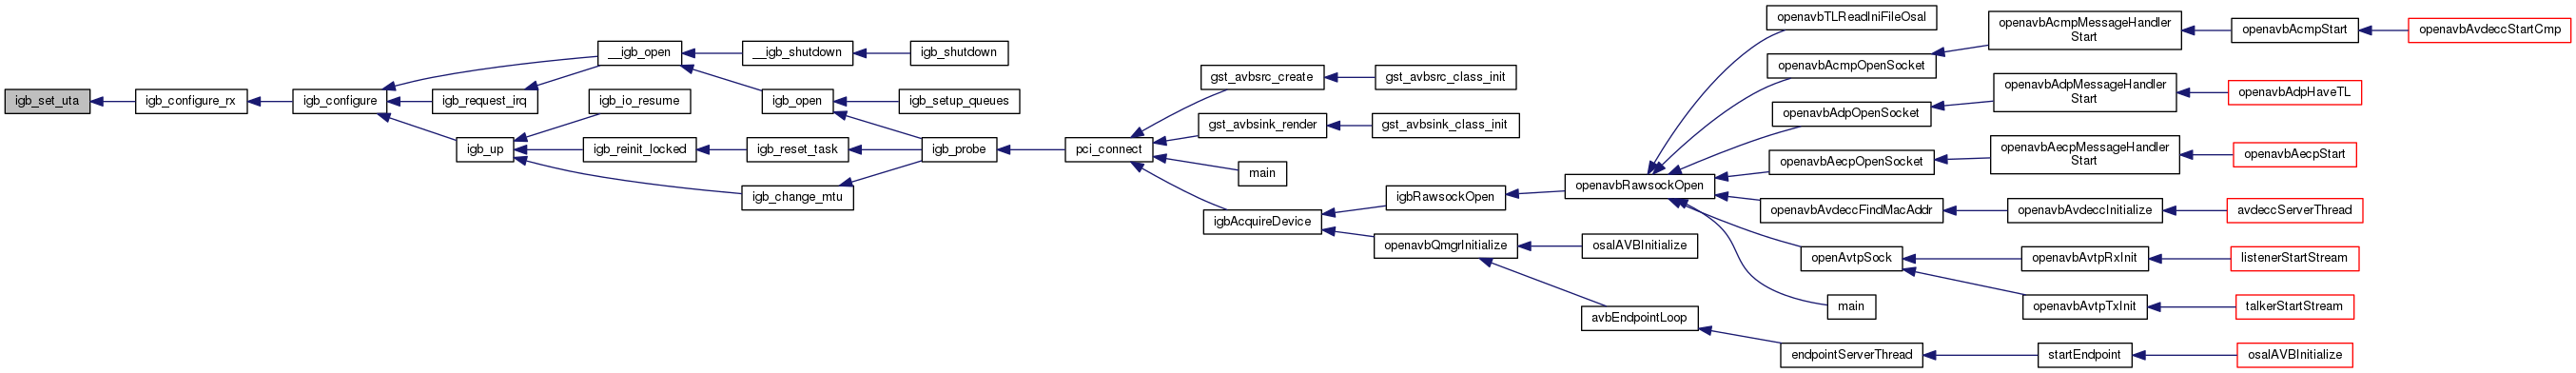 igb_set_uta
igb_configure_rx
igb_configure
__igb_open
igb_request_irq
igb_up
__igb_shutdown
igb_shutdown
igb_io_resume
igb_reinit_locked
igb_open
igb_setup_queues
igb_reset_task
igb_change_mtu
igb_probe
pci_connect
gst_avbsrc_create
gst_avbsrc_class_init
gst_avbsink_render
gst_avbsink_class_init
main
igbAcquireDevice
igbRawsockOpen
openavbQmgrInitialize
osalAVBInitialize
avbEndpointLoop
openavbRawsockOpen
openavbTLReadIniFileOsal
openavbAcmpOpenSocket
openavbAcmpMessageHandler
Start
openavbAcmpStart
openavbAvdeccStartCmp
openavbAdpOpenSocket
openavbAdpMessageHandler
Start
openavbAdpHaveTL
openavbAecpOpenSocket
openavbAecpMessageHandler
Start
openavbAecpStart
openavbAvdeccFindMacAddr
openavbAvdeccInitialize
avdeccServerThread
openAvtpSock
openavbAvtpRxInit
listenerStartStream
openavbAvtpTxInit
talkerStartStream
main
endpointServerThread
startEndpoint
osalAVBInitialize